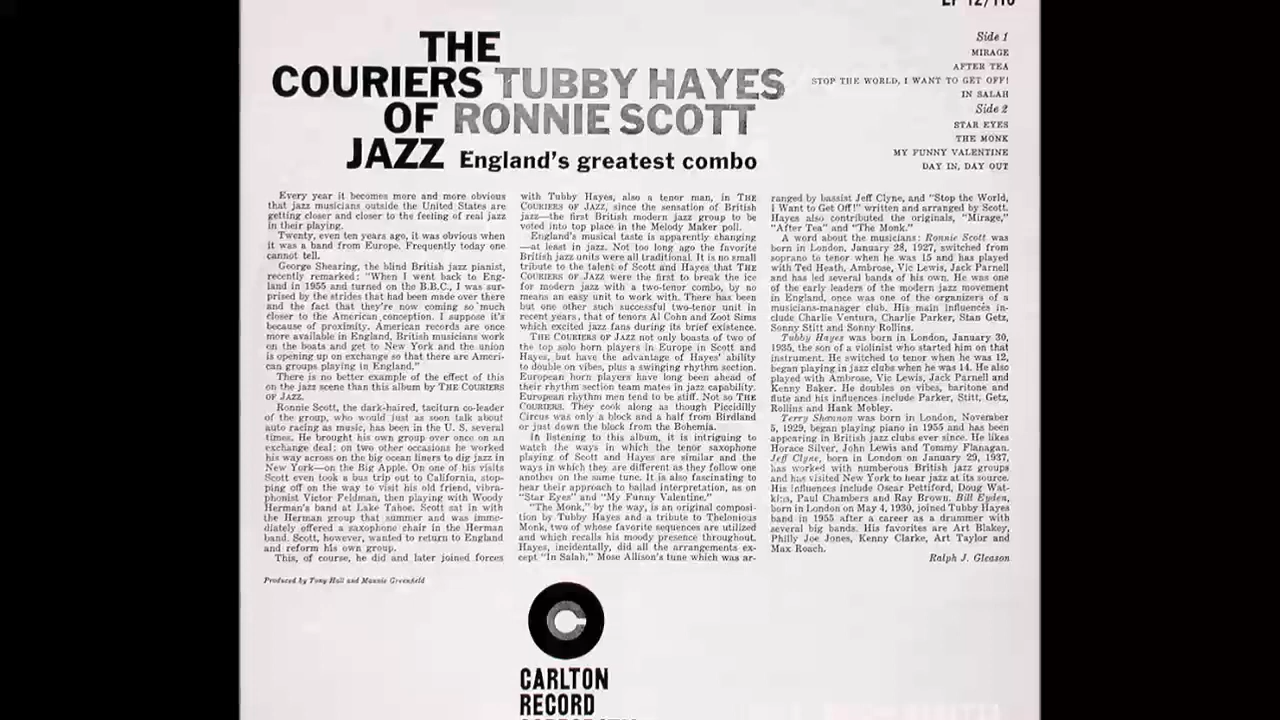 LP 12/116
THE
COURIERS TUBBY HAYES
OF RONNIE SCOTT
JAZZ England's greatest combo
Side 1
MIRAGE
AFTER TEA
STOP THE WORLD, I WANT TO GET OFF!
IN SALAH
Side 2
STAR EYES
THE MONK
MY FUNNY VALENTINE
DAY IN, DAY OUT
Every year it becomes more and more obvious
that jazz musicians outside the United States are
getting closer and closer to the feeling of real jazz
in their playing.
Twenty, even ten years ago, it was obvious when
it was a band from Europe. Frequently today one
cannot tell.
George Shearing, the blind British jazz pianist,
recently remarked: "When I went back to Eng-
land in 1955 and turned on the B.B.C., I was sur-
prised by the strides that had been made over there
and the fact that they're now coming so much
closer to the American conception. I suppose it's
because of proximity. American records are once
more available in England, British musicians work
on the boats and get to New York and the union
is opening up on exchange so that there are Ameri-
can groups playing in England."
There is no better example of the effect of this
on the jazz scene than this album by THE COURIERS
OF JAZZ.
Ronnie Scott, the dark-haired, taciturn co-leader
of the group, who would just as soon talk about
auto racing as music, has been in the U. S. several
times. He brought his own group over once on an
exchange deal; on two other occasions he worked
his way across on the big ocean liners to dig jazz in
New York—on the Big Apple. On one of his visits
Scott even took a bus trip out to California, stop-
ping off on the way to visit his old friend, vibra-
phonist Victor Feldman, then playing with Woody
Herman's band at Lake Tahoe. Scott sat in with
the Herman group that summer and was imme-
diately offered a saxophone chair in the Herman
band. Scott, however, wanted to return to England
and reform his own group.
This, of course, he did and later joined forces
with Tubby Hayes, also a tenor man, in THE
COURIERS OF JAZZ, since the sensation of British
jazz—the first British modern jazz group to be
voted into top place in the Melody Maker poll.
England's musical taste is apparently changing
—at least in jazz. Not too long ago the favorite
British jazz units were all traditional. It is no small
tribute to the talent of Scott and Hayes that THE
COURIERS OF JAZZ were the first to break the ice
for modern jazz with a two-tenor combo, by no
means an easy unit to work with. There has been
but one other such successful two-tenor unit in
recent years, that of tenors Al Cohn and Zoot Sims
which excited jazz fans during its brief existence.
THE COURIERS OF JAZZ not only boasts of two of
the top solo horn players in Europe in Scott and
Hayes, but have the advantage of Hayes' ability
to double on vibes, plus a swinging rhythm section.
European horn players have long been ahead of
their rhythm section team mates in jazz capability.
European rhythm men tend to be stiff. Not so THE
COURIERS. They cook along as though Piccidilly
Circus was only a block and a half from Birdland
or just down the block from the Bohemia.
In listening to this album, it is intriguing to
watch the ways in which the tenor saxophone
playing of Scott and Hayes are similar and the
ways in which they are different as they follow one
another on the same tune. It is also fascinating to
hear their approach to ballad interpretation, as on
"Star Eyes" and "My Funny Valentine."
"The Monk," by the way, is an original composi-
tion by Tubby Hayes and a tribute to Thelonious
Monk, two of whose favorite sequences are utilized
and which recalls his moody presence throughout.
Hayes, incidentally, did all the arrangements ex-
cept "In Salah," Mose Allison's tune which was ar-
ranged by bassist Jeff Clyne, and "Stop the World,
I Want to Get Off!" written and arranged by Scott.
Hayes also contributed the originals, "Mirage,"
"After Tea" and "The Monk."
A word about the musicians: Ronnie Scott was
born in London, January 28, 1927, switched from
soprano to tenor when he was 15 and has played
with Ted Heath, Ambrose, Vic Lewis, Jack Parnell
and has led several bands of his own. He was one
of the early leaders of the modern jazz movement
in England, once was one of the organizers of a
musicians-manager club. His main influences in-
clude Charlie Ventura, Charlie Parker, Stan Getz,
Sonny Stitt and Sonny Rollins.
Tubby Hayes was born in London, January 30,
1935, the son of a violinist who started him on that
instrument. He switched to tenor when he was 12,
began playing in jazz clubs when he was 14. He also
played with Ambrose, Vic Lewis, Jack Parnell and
Kenny Baker. He doubles on vibes, baritone and
flute and his influences include Parker, Stitt, Getz,
Rollins and Hank Mobley.
Terry Shannon was born in London, November
5, 1929, began playing piano in 1955 and has been
appearing in British jazz clubs ever since. He likes
Horace Silver, John Lewis and Tommy Flanagan.
Jeff Clyne, born in London on January 29, 1937,
has worked with numberous British jazz groups
and has visited New York to hear jazz at its source.
His influences include Oscar Pettiford, Doug Wat-
kins, Paul Chambers and Ray Brown. Bill Eyden,
born in London on May 4, 1930, joined Tubby Hayes
band in 1955 after a career as a drummer with
several big bands. His favorites are Art Blakey,
Philly Joe Jones, Kenny Clarke, Art Taylor and
Max Roach.
Ralph J. Gleason
Produced by Tony Hall and Mannie Greenfield
CARLTON
RECORD